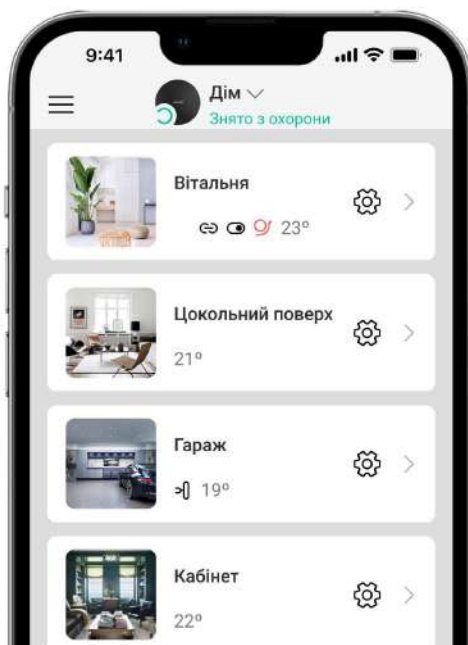 9:41
Дім
Знято з охорони
Вітальня
23°
Цокольний поверх
21°
Гараж
19°
Кабінет
22°